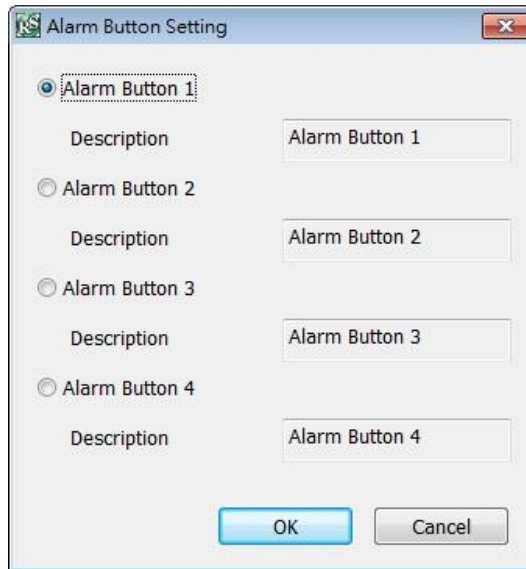 RS Alarm Button Setting
Alarm Button 1
Description Alarm Button 1
Alarm Button 2
Description Alarm Button 2
Alarm Button 3
Description Alarm Button 3
Alarm Button 4
Description Alarm Button 4
OK Cancel